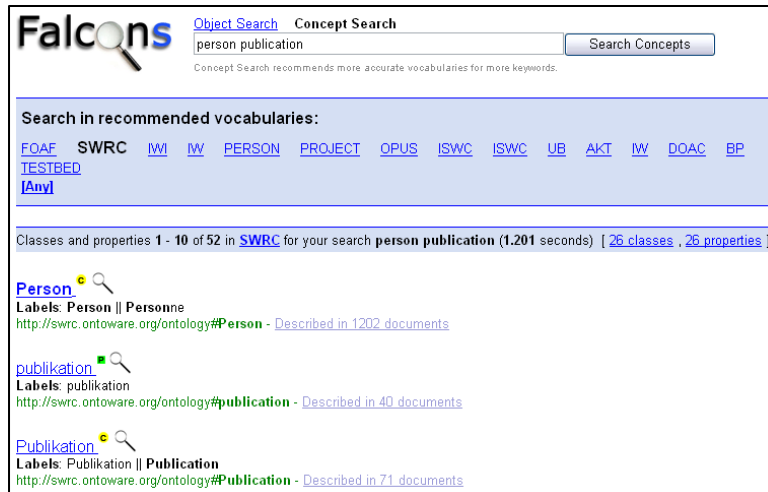 Falcons
Object Search Concept Search
person publication
Search Concepts
Concept Search recommends more accurate vocabularies for more keywords.
Search in recommended vocabularies:
FOAF SWRC IWI IW PERSON PROJECT OPUS ISWC ISWC UB AKT IW DOAC BP
TESTBED
[Any]
Classes and properties 1 - 10 of 52 in SWRC for your search person publication (1.201 seconds) [ 26 classes , 26 properties ]
Person C
Labels: Person || Personne
http://swrc.ontoware.org/ontology#Person - Described in 1202 documents
publikation P
Labels: publikation
http://swrc.ontoware.org/ontology#publication - Described in 40 documents
Publikation C
Labels: Publikation || Publication
http://swrc.ontoware.org/ontology#Publication - Described in 71 documents